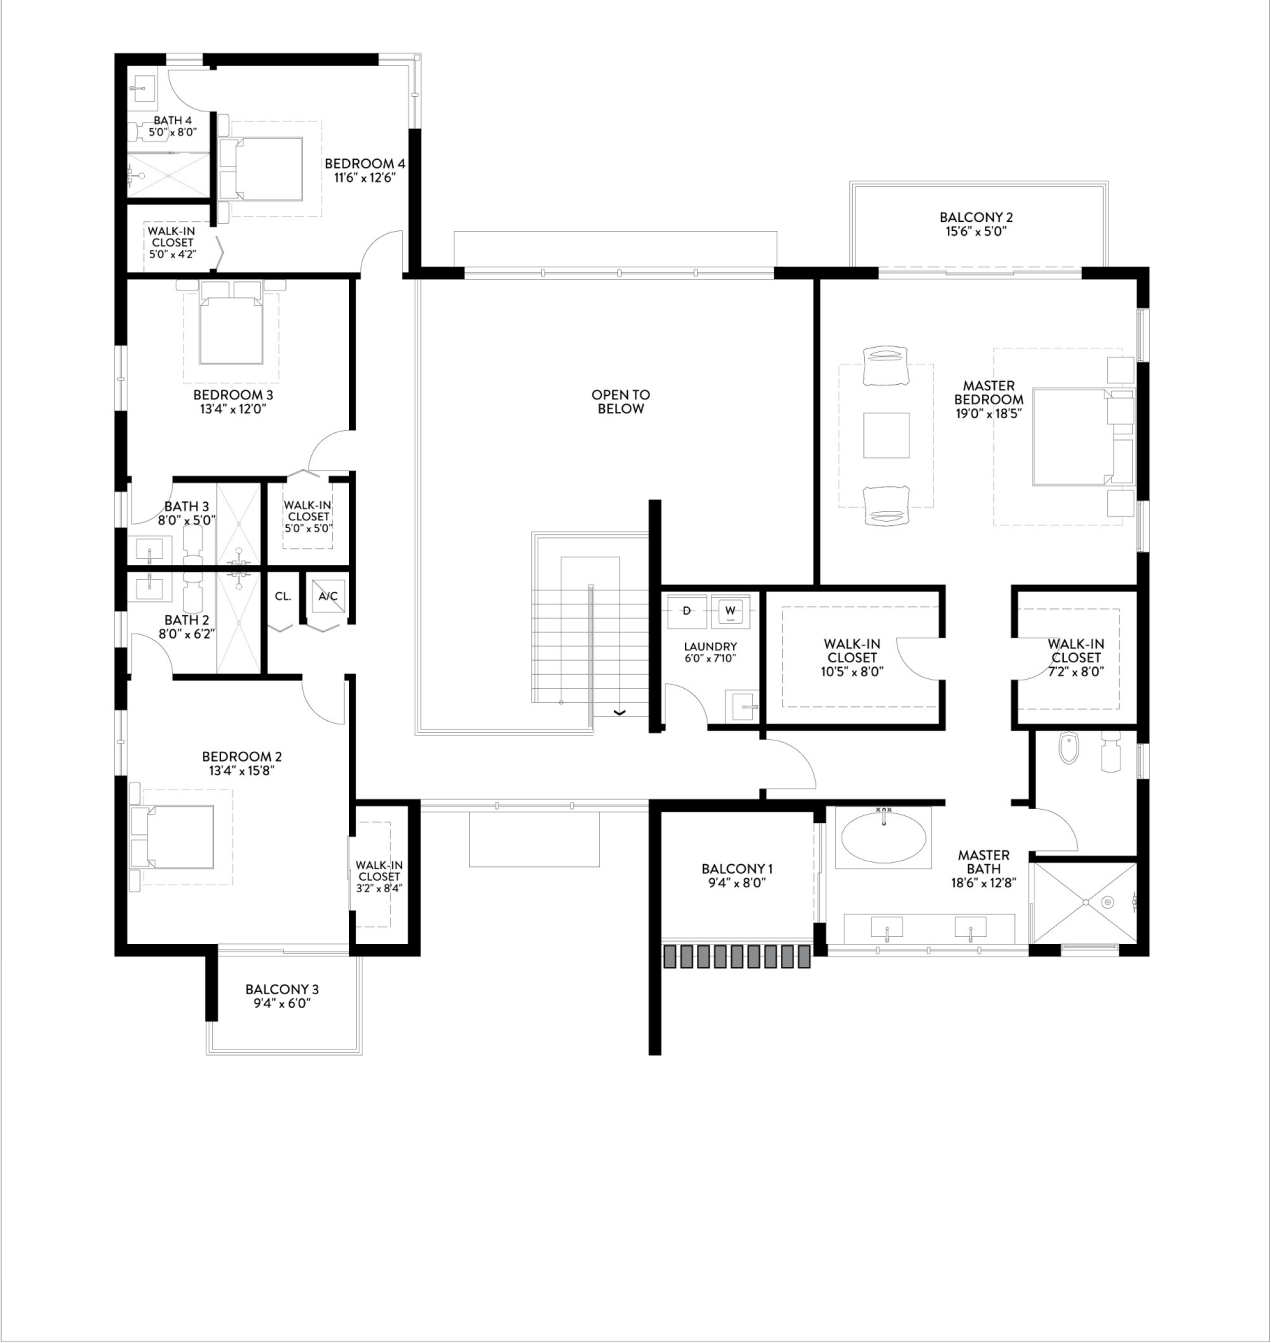 BATH 4
5'0" x 8'0"
BEDROOM 4
11'6" x 12'6"
WALK-IN
CLOSET
5'0" x 4'2"
BALCONY 2
15'6" x 5'0"
BEDROOM 3
13'4" x 12'0"
OPEN TO
BELOW
MASTER
BEDROOM
19'0" x 18'5"
BATH 3
8'0" x 5'0"
WALK-IN
CLOSET
5'0" x 5'0"
CL.
A/C
BATH 2
8'0" x 6'2"
D
W
LAUNDRY
6'0" x 7'10"
WALK-IN
CLOSET
10'5" x 8'0"
WALK-IN
CLOSET
7'2" x 8'0"
BEDROOM 2
13'4" x 15'8"
WALK-IN
CLOSET
3'2" x 8'4"
BALCONY 1
9'4" x 8'0"
MASTER
BATH
18'6" x 12'8"
BALCONY 3
9'4" x 6'0"